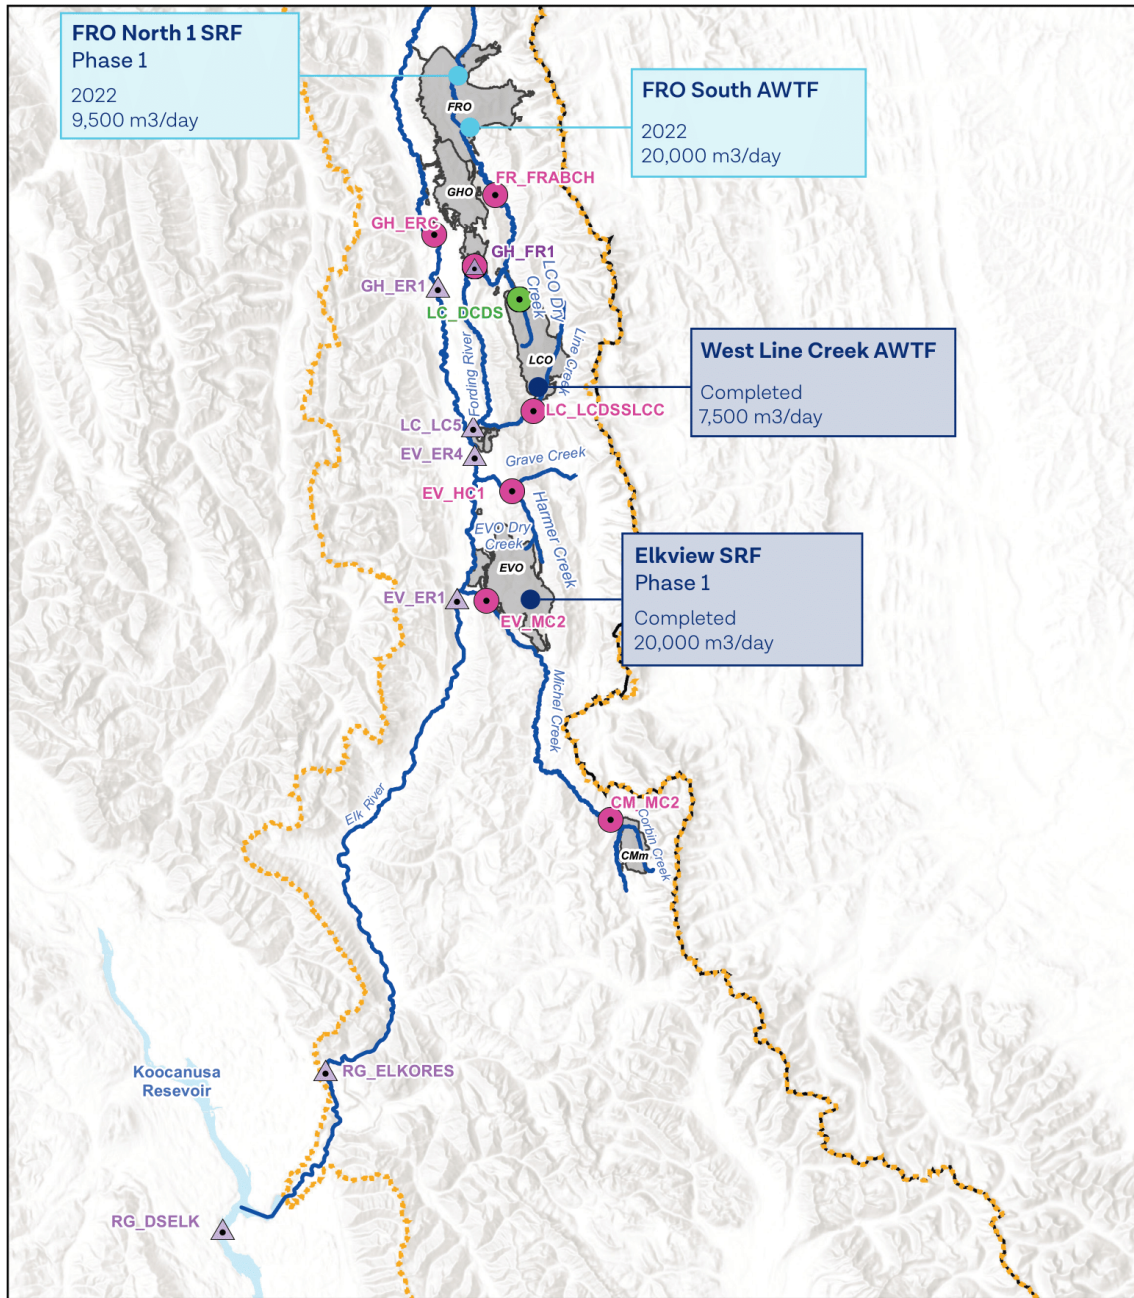 FRO North 1 SRF
Phase 1
2022
9,500 m3/day
FRO South AWTF
2022
20,000 m3/day
FRO
FR_FRABCH
GHO
GH_ERC
GH_FR1
GH_ER1
LC_DCDS
LCO Dry
Creek
Line Creek
LCO
Fording River
West Line Creek AWTF
Completed
7,500 m3/day
LC_LCDSSLCC
LC_LC5
EV_ER4
Grave Creek
EV_HC1
Harmer Creek
EVO Dry
Creek
EVO
Elkview SRF
Phase 1
Completed
20,000 m3/day
EV_ER1
EV_MC2
Michel Creek
Elk River
CM_MC2
Corbin Creek
CMm
Koocanusa
Resevoir
RG_ELKORES
RG_DSELK